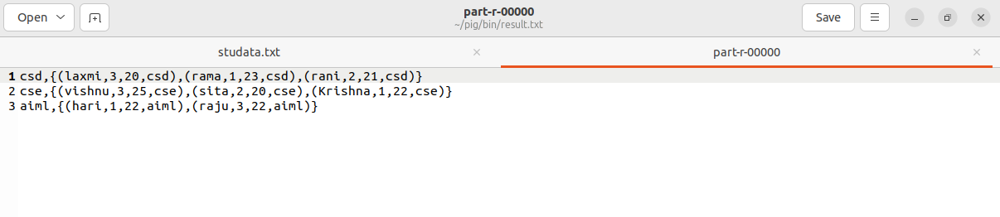 Open
part-r-00000
~/pig/bin/result.txt
Save
studata.txt
part-r-00000
1 csd,{(laxmi,3,20,csd),(rama,1,23,csd),(rani,2,21,csd)}
2 cse,{(vishnu,3,25,cse),(sita,2,20,cse),(Krishna,1,22,cse)}
3 aiml,{(hari,1,22,aiml),(raju,3,22,aiml)}